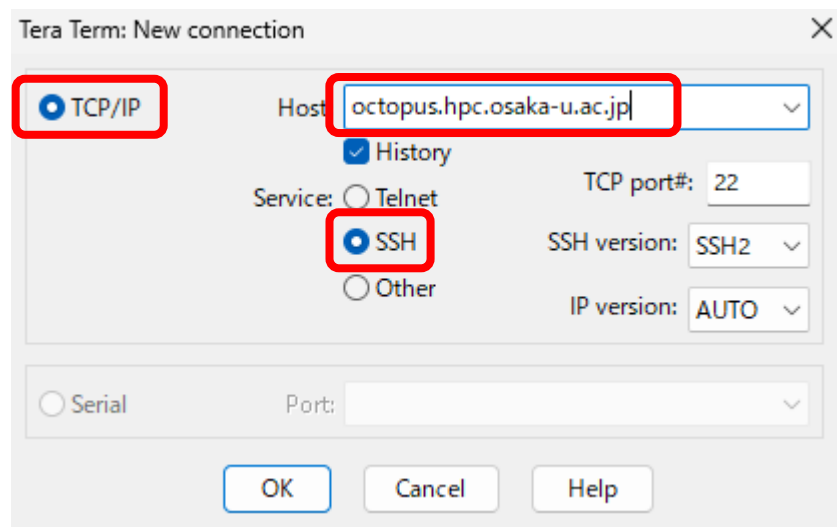 Tera Term: New connection
TCP/IP
Host
octopus.hpc.osaka-u.ac.jp
History
Service:
Telnet
TCP port#: 22
SSH
SSH version: SSH2
Other
IP version: AUTO
Serial
Port:
OK
Cancel
Help